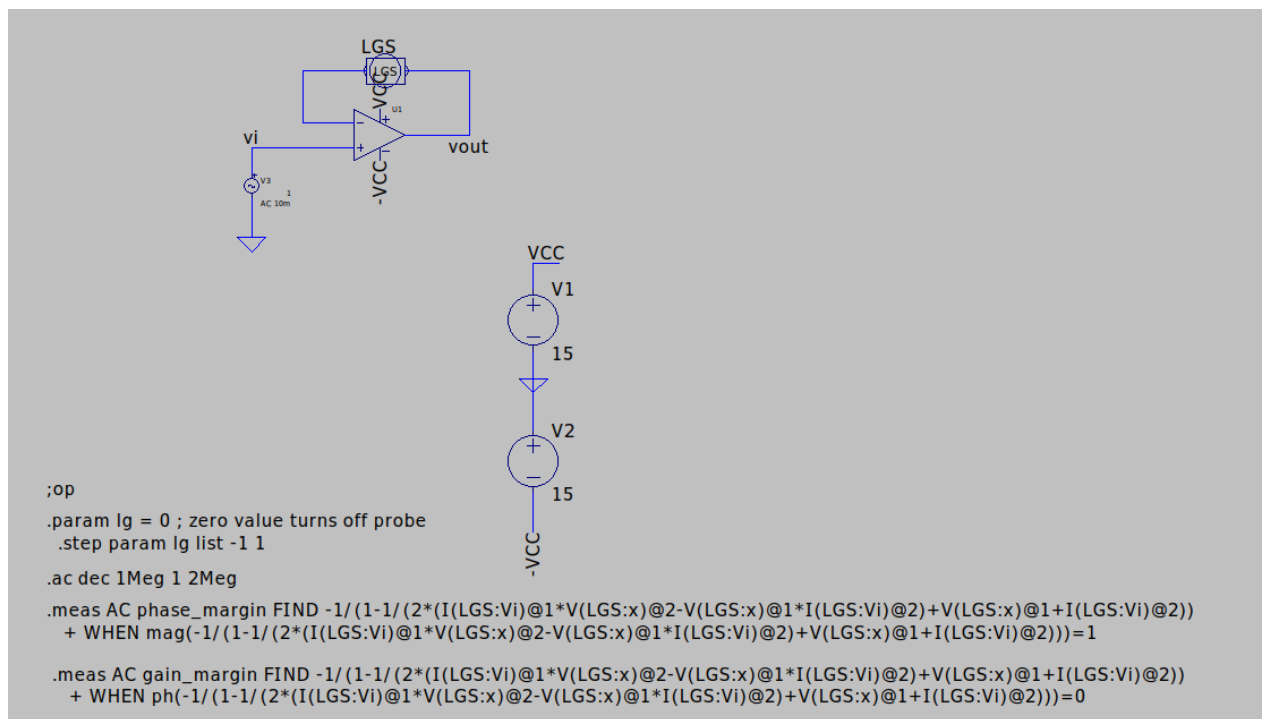 LGS
LGS
VCC
U1
vi
vout
-VCC
V3
1
AC 10m
VCC
V1
15
V2
15
-VCC
;op
.param lg = 0 ; zero value turns off probe
.step param lg list -1 1
.ac dec 1Meg 1 2Meg
.meas AC phase_margin FIND -1/(1-1/(2*(I(LGS:Vi)@1*V(LGS:x)@2-V(LGS:x)@1*I(LGS:Vi)@2)+V(LGS:x)@1+I(LGS:Vi)@2))
+ WHEN mag(-1/(1-1/(2*(I(LGS:Vi)@1*V(LGS:x)@2-V(LGS:x)@1*I(LGS:Vi)@2)+V(LGS:x)@1+I(LGS:Vi)@2)))=1
.meas AC gain_margin FIND -1/(1-1/(2*(I(LGS:Vi)@1*V(LGS:x)@2-V(LGS:x)@1*I(LGS:Vi)@2)+V(LGS:x)@1+I(LGS:Vi)@2))
+ WHEN ph(-1/(1-1/(2*(I(LGS:Vi)@1*V(LGS:x)@2-V(LGS:x)@1*I(LGS:Vi)@2)+V(LGS:x)@1+I(LGS:Vi)@2)))=0